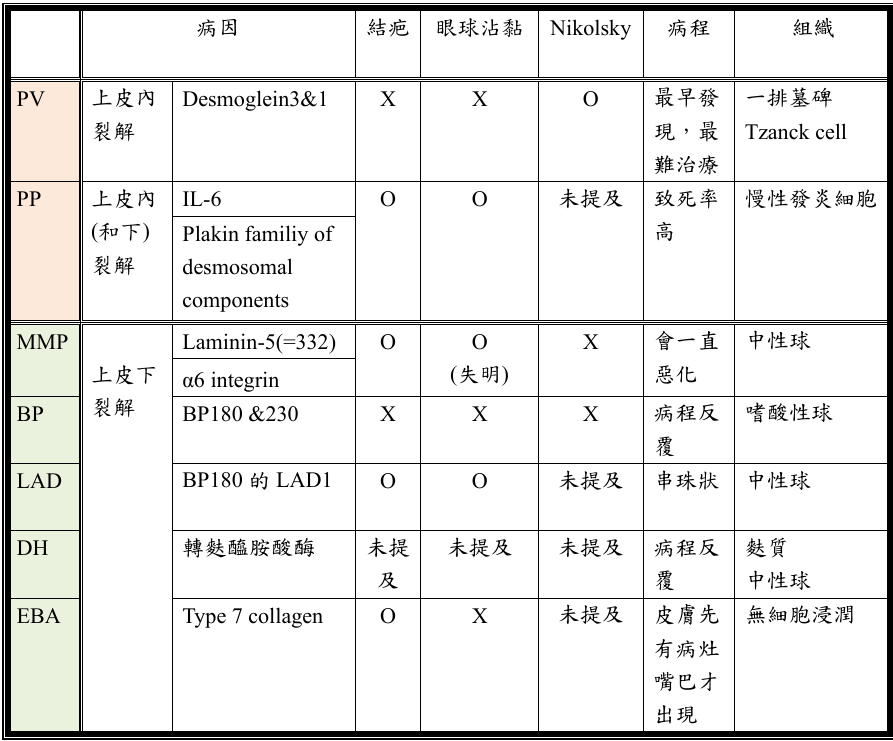 病因 結疤 眼球沾黏 Nikolsky 病程 組織
PV 上皮內 Desmoglein3&1 X X O 最早發 一排墓碑
裂解 現，最 Tzanck cell
難治療
PP 上皮內 IL-6 O O 未提及 致死率 慢性發炎細胞
(和下) Plakin familiy of 高
裂解 desmosomal
components
MMP Laminin-5(=332) O O X 會一直 中性球
上皮下 α6 integrin (失明) 惡化
裂解
BP BP180 &230 X X X 病程反 嗜酸性球
覆
LAD BP180 的 LAD1 O O 未提及 串珠狀 中性球
DH 轉麩醯胺酸酶 未提 未提及 未提及 病程反 麩質
及 覆 中性球
EBA Type 7 collagen O X 未提及 皮膚先 無細胞浸潤
有病灶
嘴巴才
出現